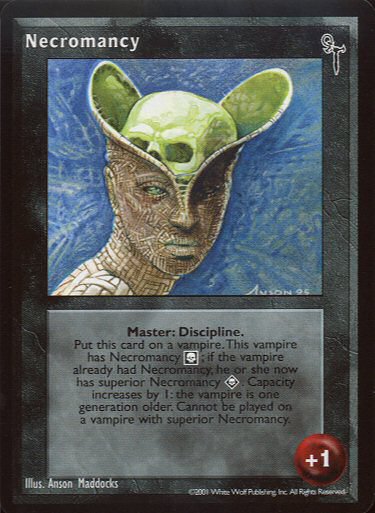 Necromancy
ANSON 95
Master: Discipline.
Put this card on a vampire. This vampire
has Necromancy ; if the vampire
already had Necromancy, he or she now
has superior Necromancy . Capacity
increases by 1: the vampire is one
generation older. Cannot be played on
a vampire with superior Necromancy.
+1
Illus. Anson Maddocks
©2001 White Wolf Publishing, Inc. All Rights Reserved.